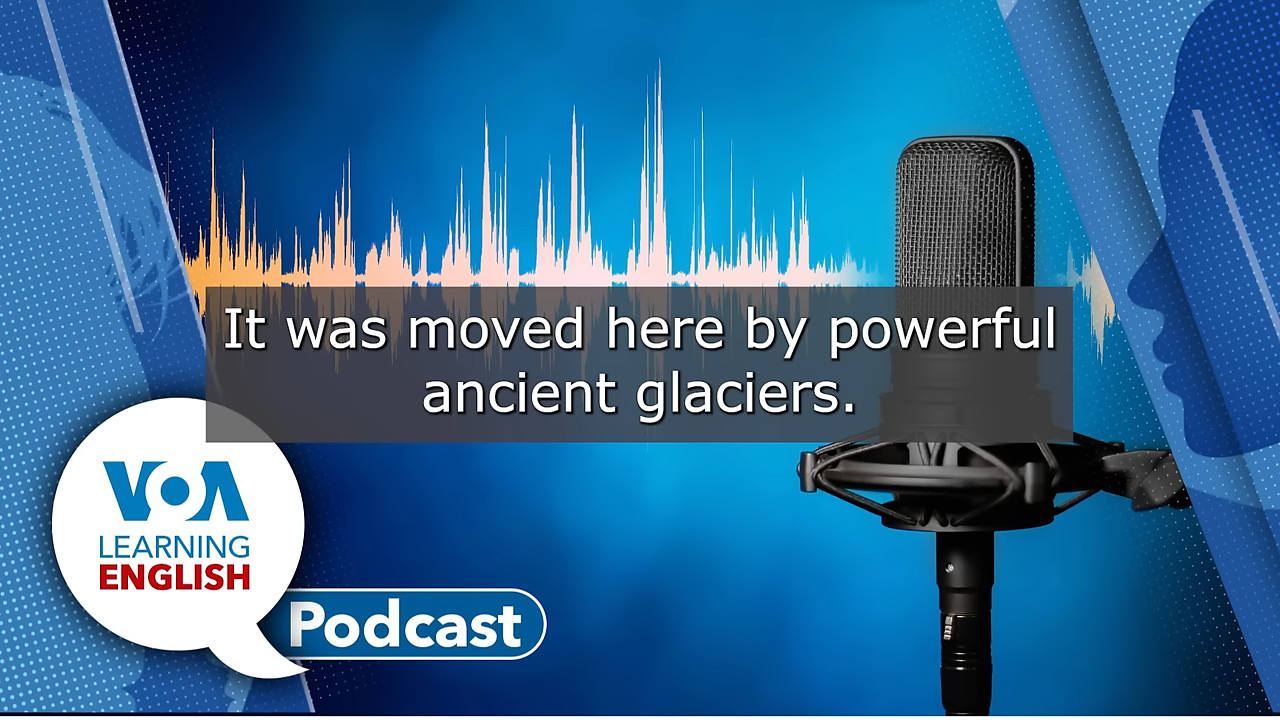 It was moved here by powerful
ancient glaciers.
VOA
LEARNING
ENGLISH
Podcast